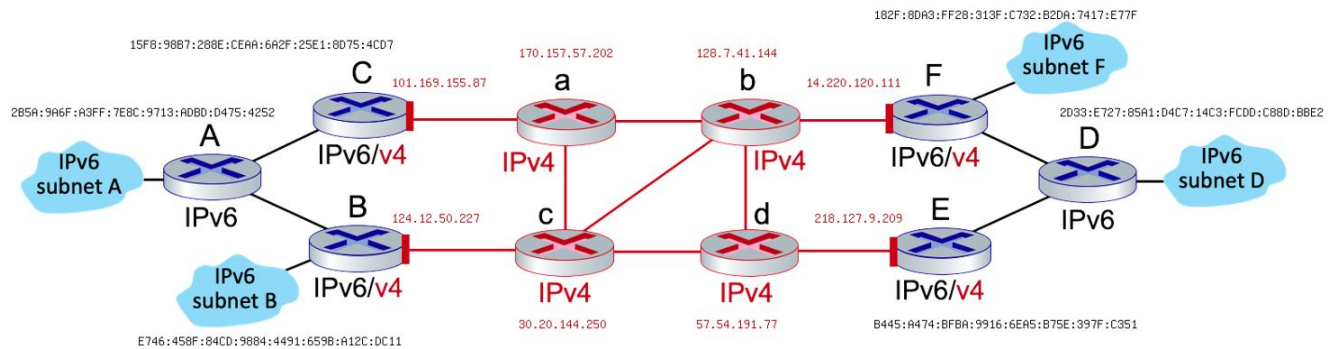 182F:8DA3:FF28:313F:C732:B2DA:7417:E77F
IPv6
subnet F
15F8:98B7:288E:CEAA:6A2F:25E1:8D75:4CD7
170.157.57.202
128.7.41.144
C
101.169.155.87
a
b
14.220.120.111
F
2B5A:9A6F:A3FF:7E8C:9713:ADBD:D475:4252
2D33:E727:85A1:D4C7:14C3:FCDD:C88D:BBE2
A
IPv6/v4
IPv4
IPv4
IPv6/v4
D
IPv6
subnet A
IPv6
subnet D
IPv6
B
124.12.50.227
c
d
218.127.9.209
E
IPv6
IPv6
subnet B
IPv6/v4
IPv4
IPv4
IPv6/v4
30.20.144.250
57.54.191.77
B445:A474:BFBA:9916:6EA5:B75E:397F:C351
E746:458F:84CD:9884:4491:659B:A12C:DC11